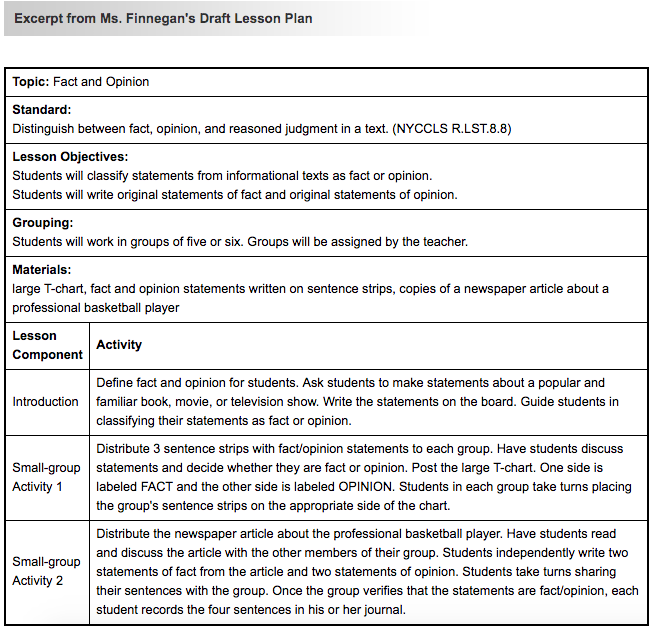 Excerpt from Ms. Finnegan's Draft Lesson Plan
Topic: Fact and Opinion
Standard:
Distinguish between fact, opinion, and reasoned judgment in a text. (NYCCLS R.LST.8.8)
Lesson Objectives:
Students will classify statements from informational texts as fact or opinion.
Students will write original statements of fact and original statements of opinion.
Grouping:
Students will work in groups of five or six. Groups will be assigned by the teacher.
Materials:
large T-chart, fact and opinion statements written on sentence strips, copies of a newspaper article about a
professional basketball player
Lesson
Component
Activity
Introduction
Define fact and opinion for students. Ask students to make statements about a popular and
familiar book, movie, or television show. Write the statements on the board. Guide students in
classifying their statements as fact or opinion.
Small-group
Activity 1
Distribute 3 sentence strips with fact/opinion statements to each group. Have students discuss
statements and decide whether they are fact or opinion. Post the large T-chart. One side is
labeled FACT and the other side is labeled OPINION. Students in each group take turns placing
the group's sentence strips on the appropriate side of the chart.
Small-group
Activity 2
Distribute the newspaper article about the professional basketball player. Have students read
and discuss the article with the other members of their group. Students independently write two
statements of fact from the article and two statements of opinion. Students take turns sharing
their sentences with the group. Once the group verifies that the statements are fact/opinion, each
student records the four sentences in his or her journal.